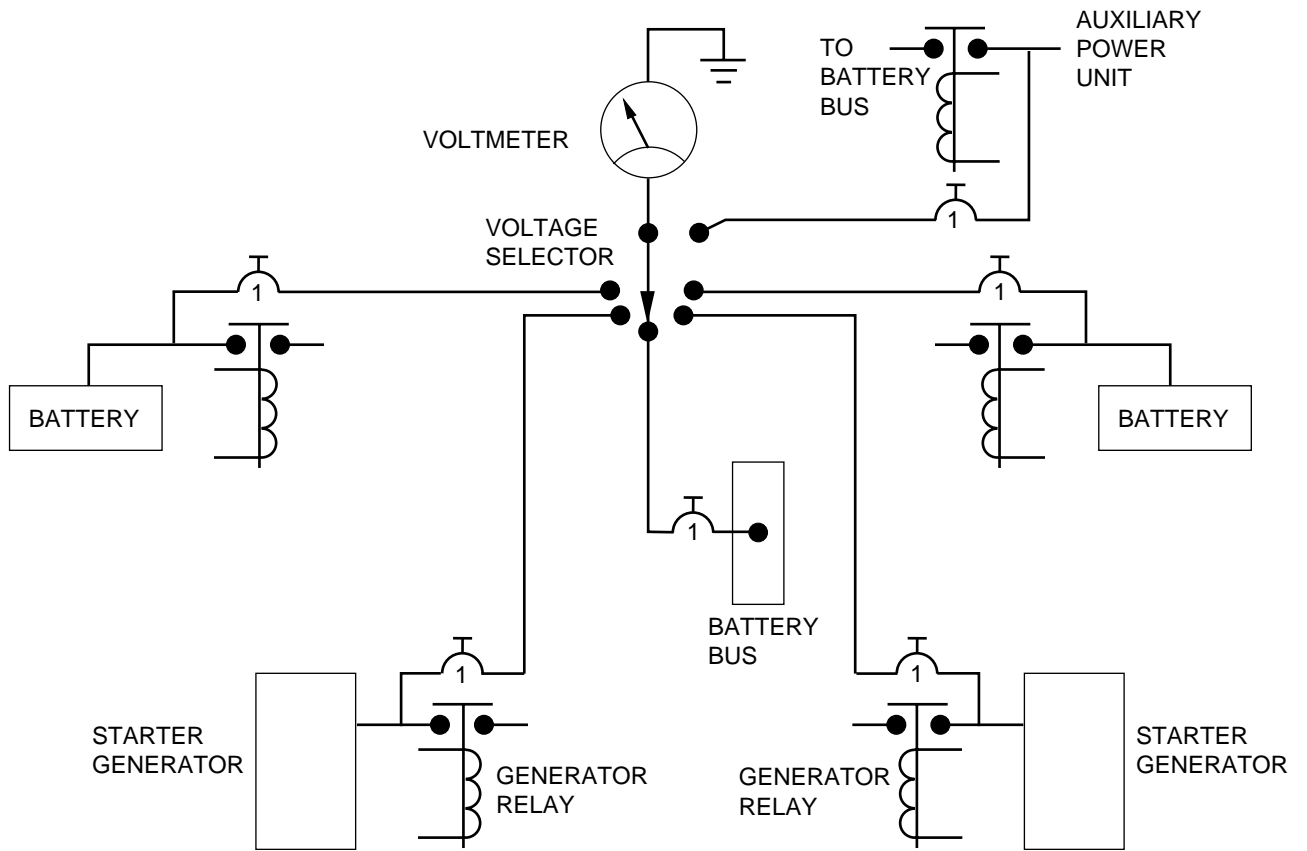 AUXILIARY
POWER
UNIT
TO
BATTERY
BUS
VOLTMETER
1
VOLTAGE
SELECTOR
1
1
BATTERY
BATTERY
1
BATTERY
BUS
1
1
STARTER
GENERATOR
GENERATOR
RELAY
GENERATOR
RELAY
STARTER
GENERATOR